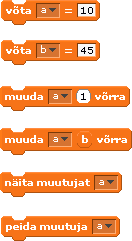 võta a = 10
võta b = 45
muuda a 1 võrra
muuda a b võrra
näita muutujat a
peida muutuja a